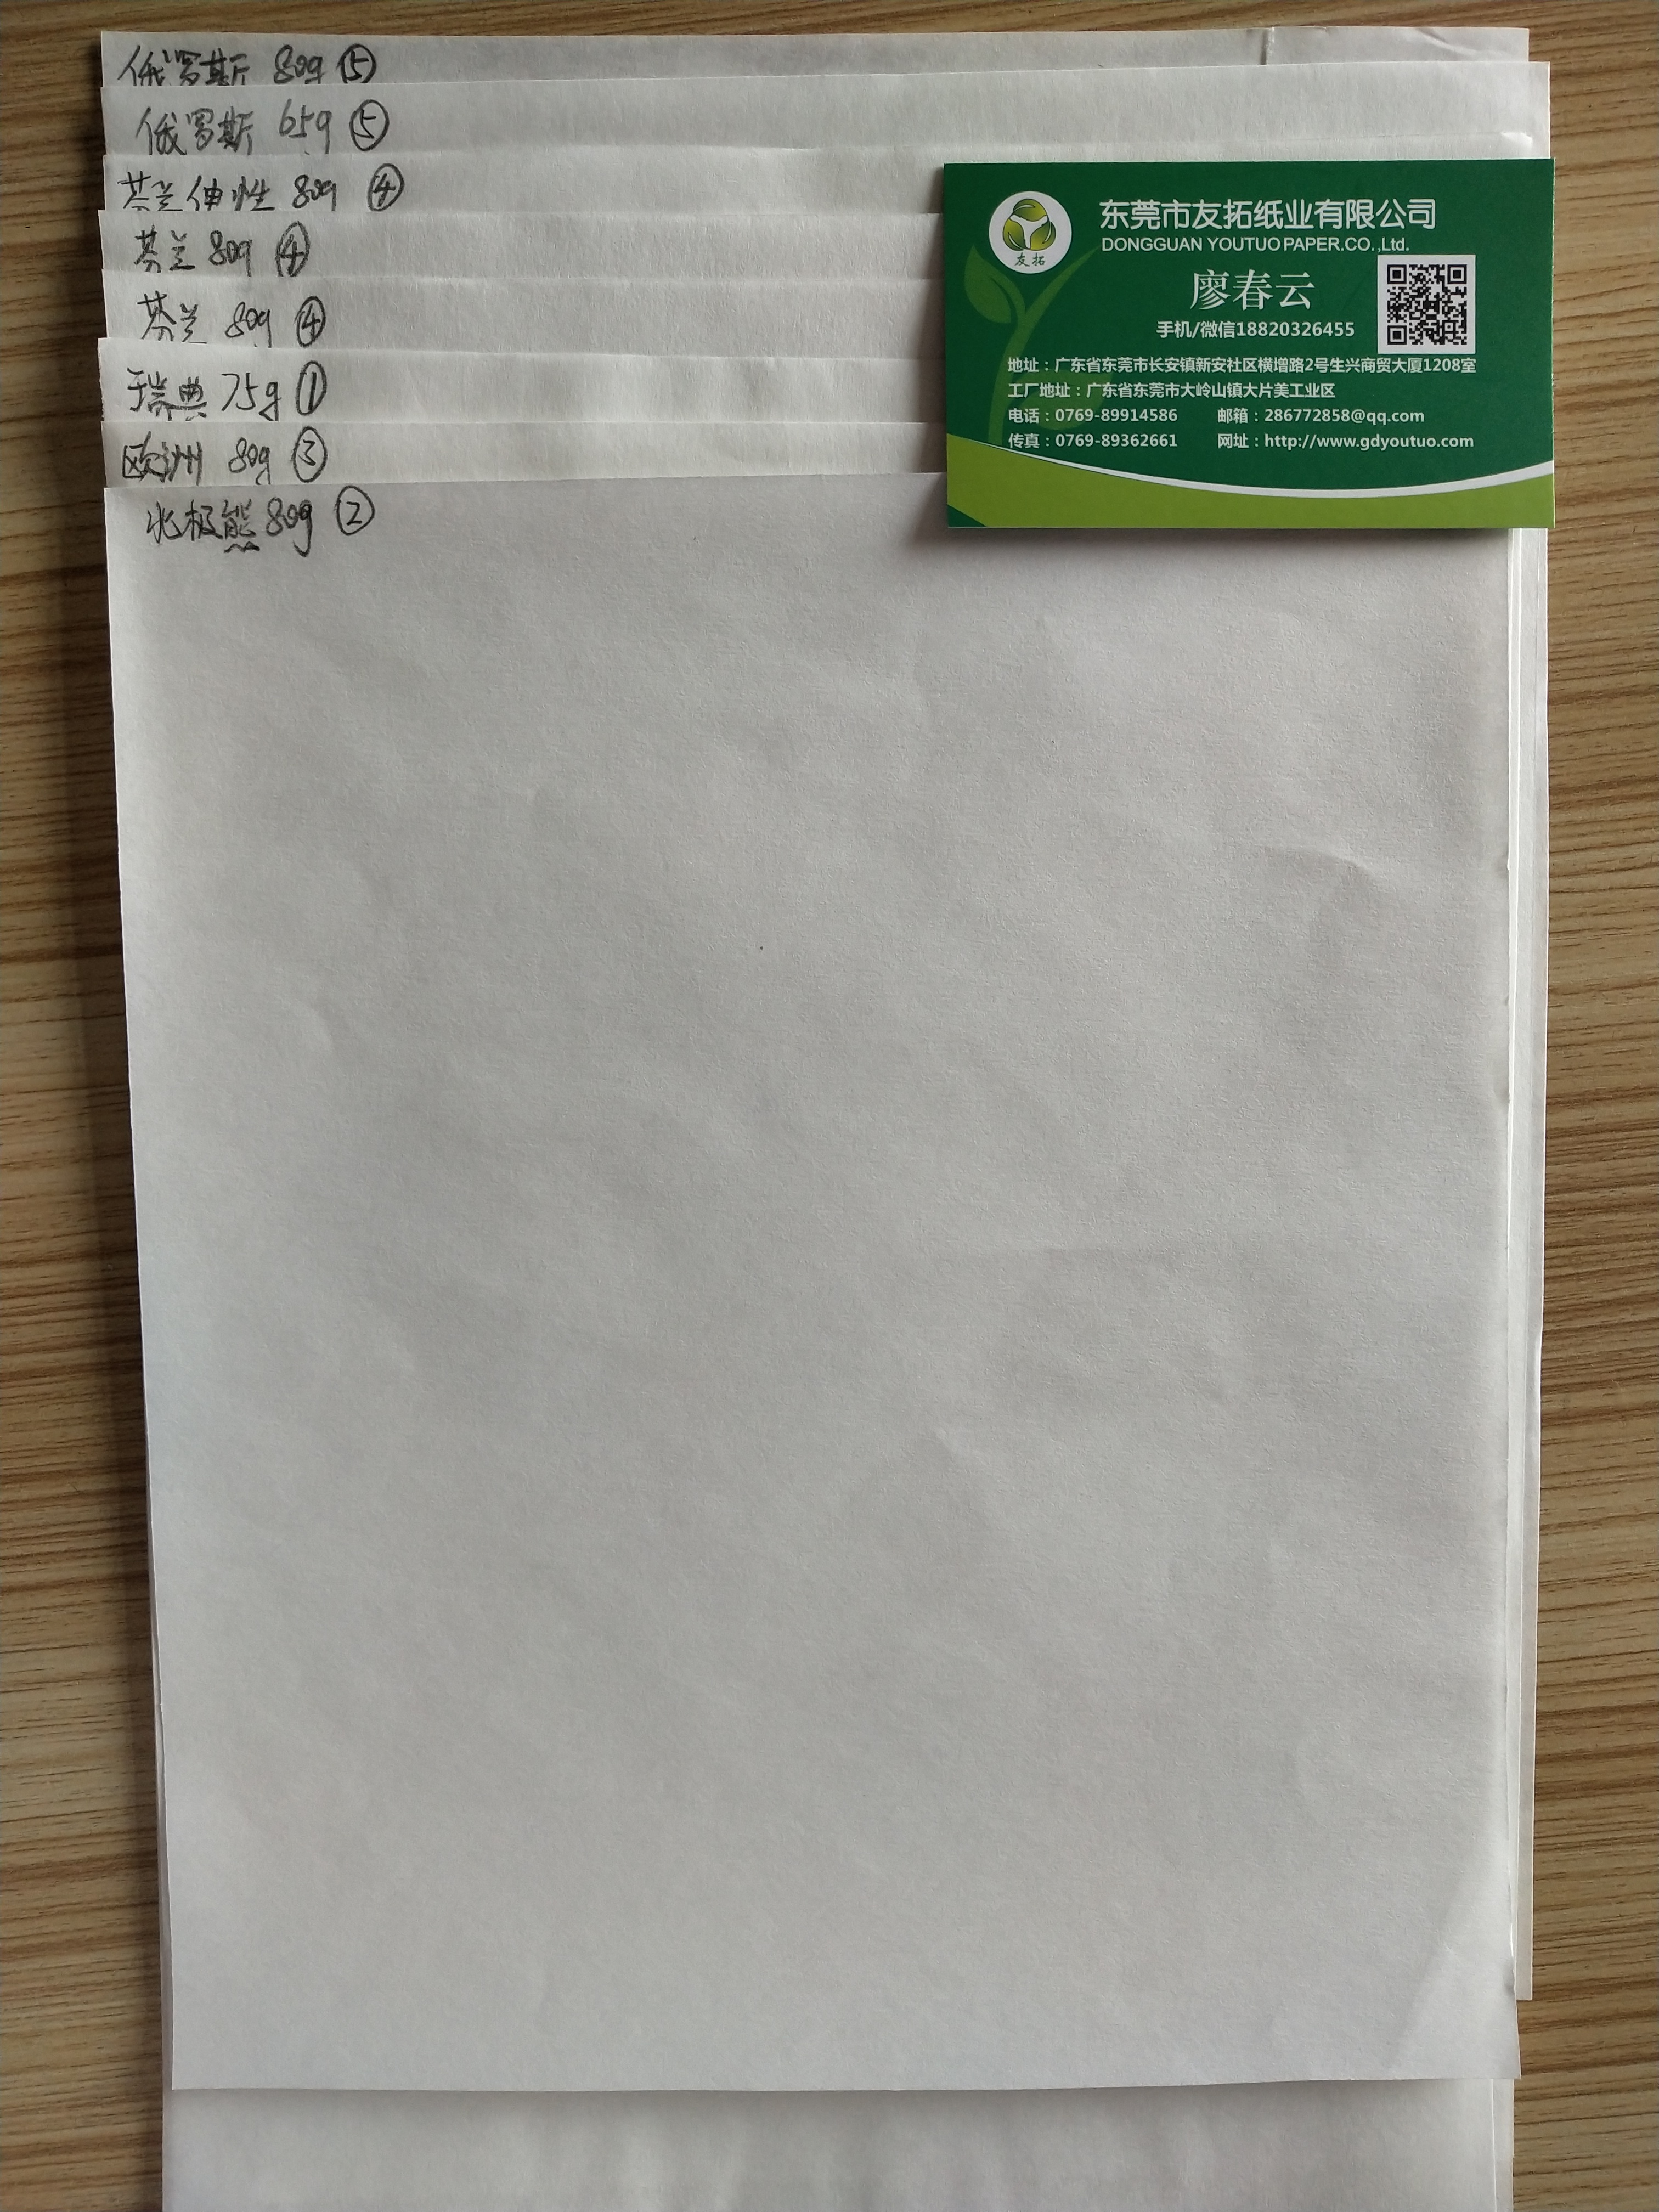 俄罗斯 80g ⑤
俄罗斯 65g ⑤
芬兰伸性 80g ④
芬兰 80g ④
芬兰 80g ④
瑞典 75g ①
欧洲 80g ③
北极熊 80g ②
友拓
东莞市友拓纸业有限公司
DONGGUAN YOUTUO PAPER.CO.,Ltd.
廖春云
手机/微信18820326455
地址：广东省东莞市长安镇新安社区横增路2号生兴商贸大厦1208室
工厂地址：广东省东莞市大岭山镇大片美工业区
电话：0769-89914586 邮箱：286772858@qq.com
传真：0769-89362661 网址：http://www.gdyoutuo.com